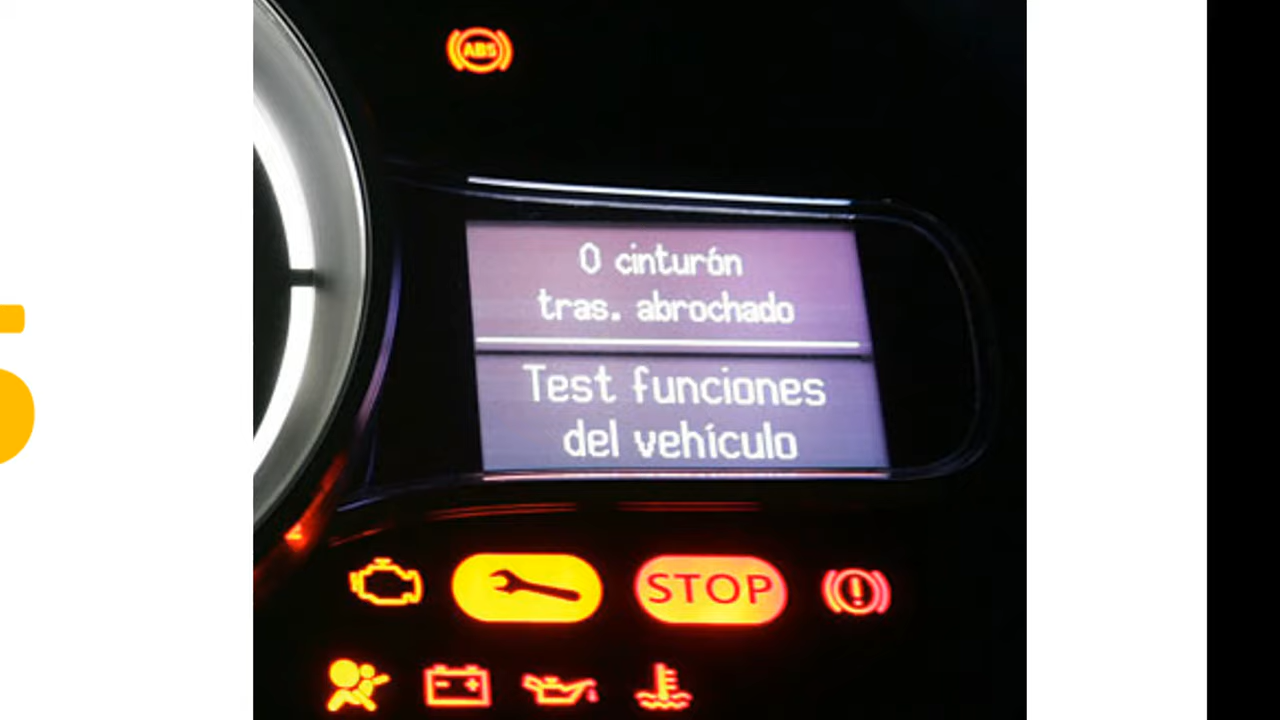 ABS
0 cinturón
tras. abrochado
Test funciones
del vehículo
STOP